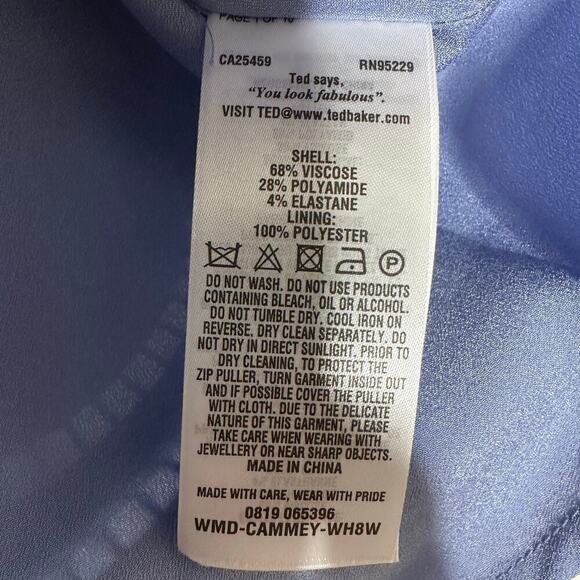 PAGE 1 OF 10
CA25459 RN95229
Ted says,
"You look fabulous".
VISIT TED@www.tedbaker.com
SHELL:
68% VISCOSE
28% POLYAMIDE
4% ELASTANE
LINING:
100% POLYESTER
P
DO NOT WASH. DO NOT USE PRODUCTS
CONTAINING BLEACH, OIL OR ALCOHOL.
DO NOT TUMBLE DRY. COOL IRON ON
REVERSE. DRY CLEAN SEPARATELY. DO
NOT DRY IN DIRECT SUNLIGHT. PRIOR TO
DRY CLEANING, TO PROTECT THE
ZIP PULLER, TURN GARMENT INSIDE OUT
AND IF POSSIBLE COVER THE PULLER
WITH CLOTH. DUE TO THE DELICATE
NATURE OF THIS GARMENT, PLEASE
TAKE CARE WHEN WEARING WITH
JEWELLERY OR NEAR SHARP OBJECTS.
MADE IN CHINA
MADE WITH CARE, WEAR WITH PRIDE
0819 065396
WMD-CAMMEY-WH8W